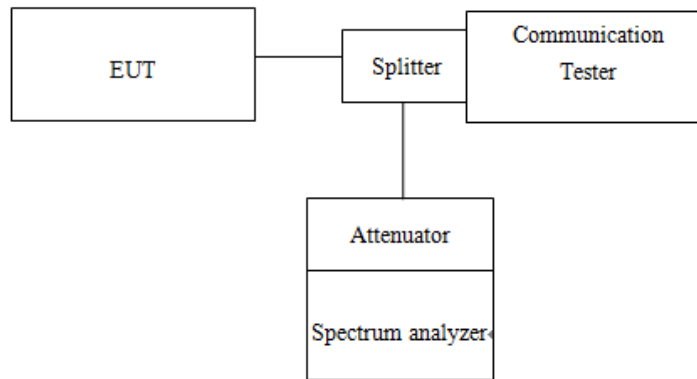 EUT
Splitter
Communication
Tester
Attenuator
Spectrum analyzer